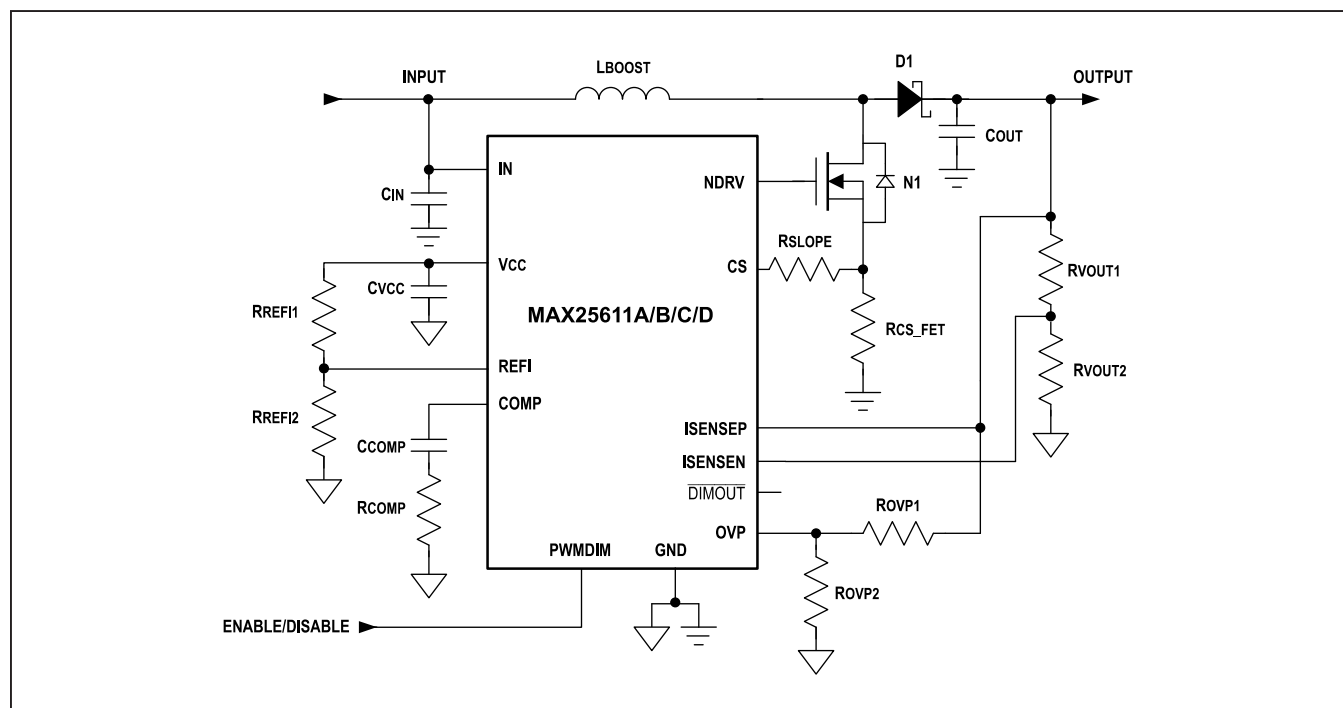 INPUT
LBOOST
D1
OUTPUT
COUT
IN
NDRV
N1
CIN
RSLOPE
VCC
CS
RVOUT1
CVCC
RREFI1
MAX25611A/B/C/D
RCS_FET
REFI
RVOUT2
COMP
RREFI2
ISENSEP
CCOMP
ISENSEN
DIMOUT
RCOMP
ROVP1
OVP
PWMDIM
GND
ROVP2
ENABLE/DISABLE